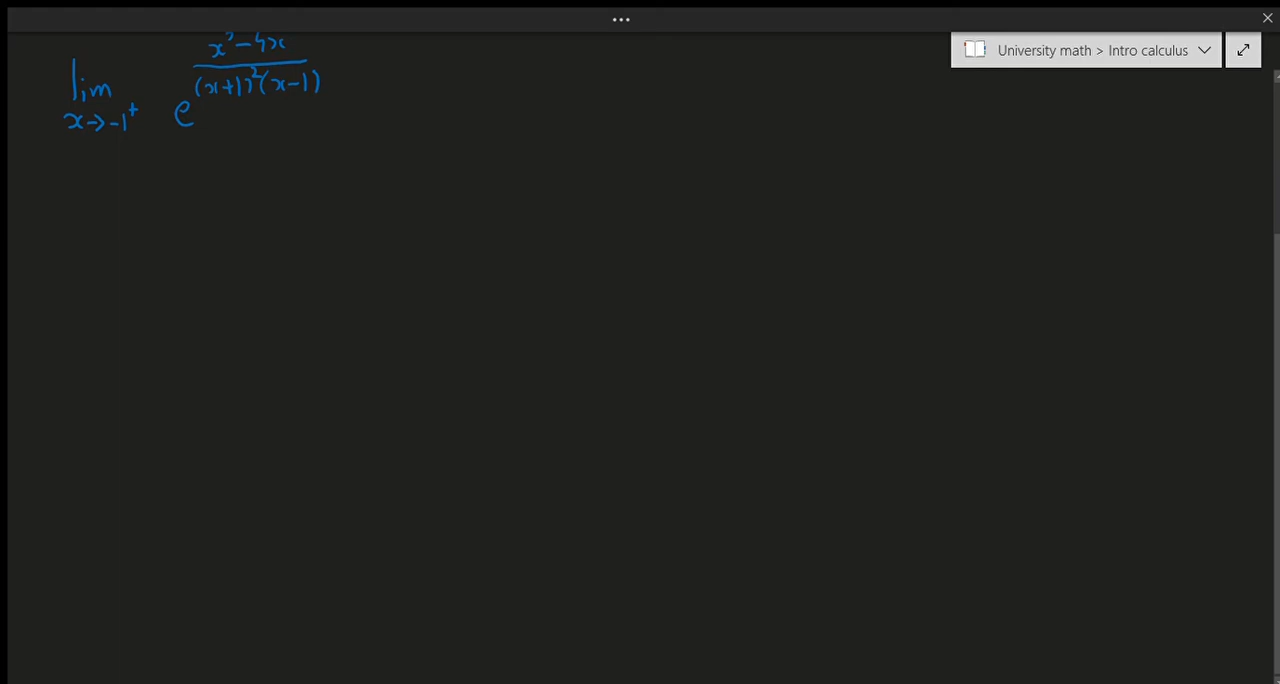 University math > Intro calculus
lim x→-1⁺ e^((x²-4x)/((x+1)²(x-1)))